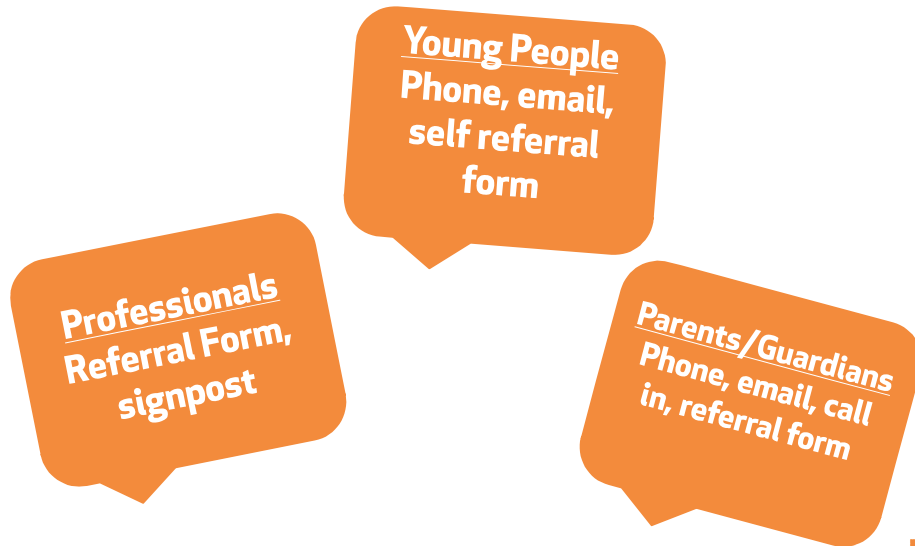 Young People
Phone, email,
self referral
form
Professionals
Referral Form,
signpost
Parents/Guardians
Phone, email, call
in, referral form